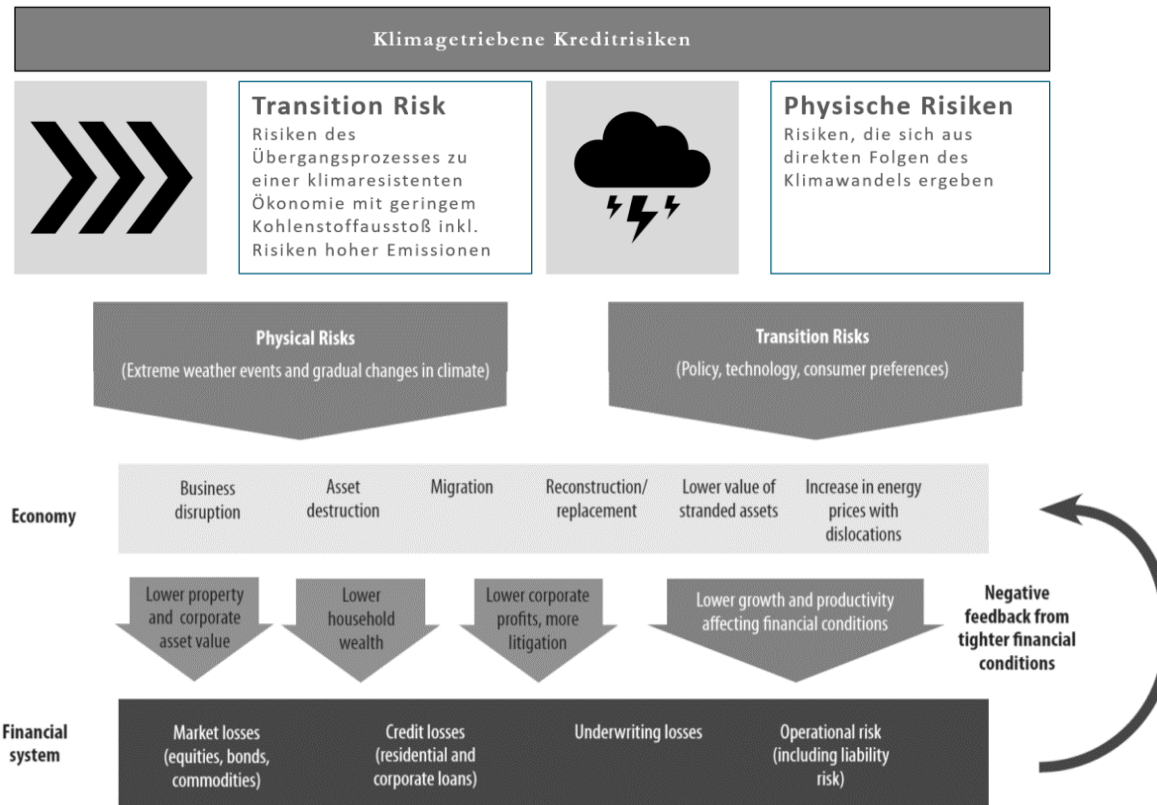 Klimagetriebene Kreditrisiken
Transition Risk
Risiken des
Übergangsprozesses zu
einer klimaresistenten
Ökonomie mit geringem
Kohlenstoffausstoß inkl.
Risiken hoher Emissionen
Physische Risiken
Risiken, die sich aus
direkten Folgen des
Klimawandels ergeben
Physical Risks
(Extreme weather events and gradual changes in climate)
Transition Risks
(Policy, technology, consumer preferences)
Economy
Business
disruption
Asset
destruction
Migration
Reconstruction/
replacement
Lower value of
stranded assets
Increase in energy
prices with
dislocations
Lower property
and corporate
asset value
Lower
household
wealth
Lower corporate
profits, more
litigation
Lower growth and productivity
affecting financial conditions
Negative
feedback from
tighter financial
conditions
Financial
system
Market losses
(equities, bonds,
commodities)
Credit losses
(residential and
corporate loans)
Underwriting losses
Operational risk
(including liability
risk)